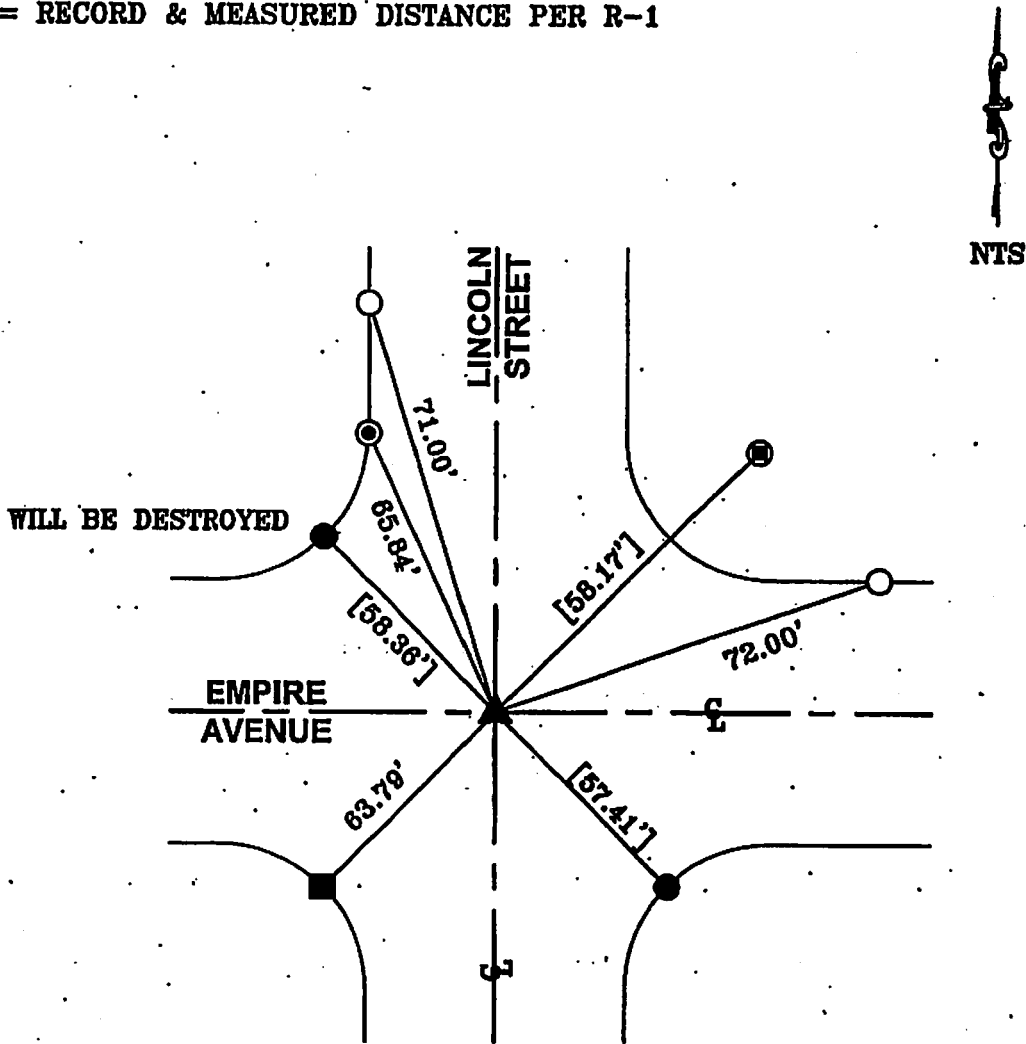 = RECORD & MEASURED DISTANCE PER R-1
NTS
LINCOLN
STREET
71.00'
65.84'
WILL BE DESTROYED
[58.36']
[58.17']
72.00'
EMPIRE
AVENUE
℄
63.79'
[57.41']
℄